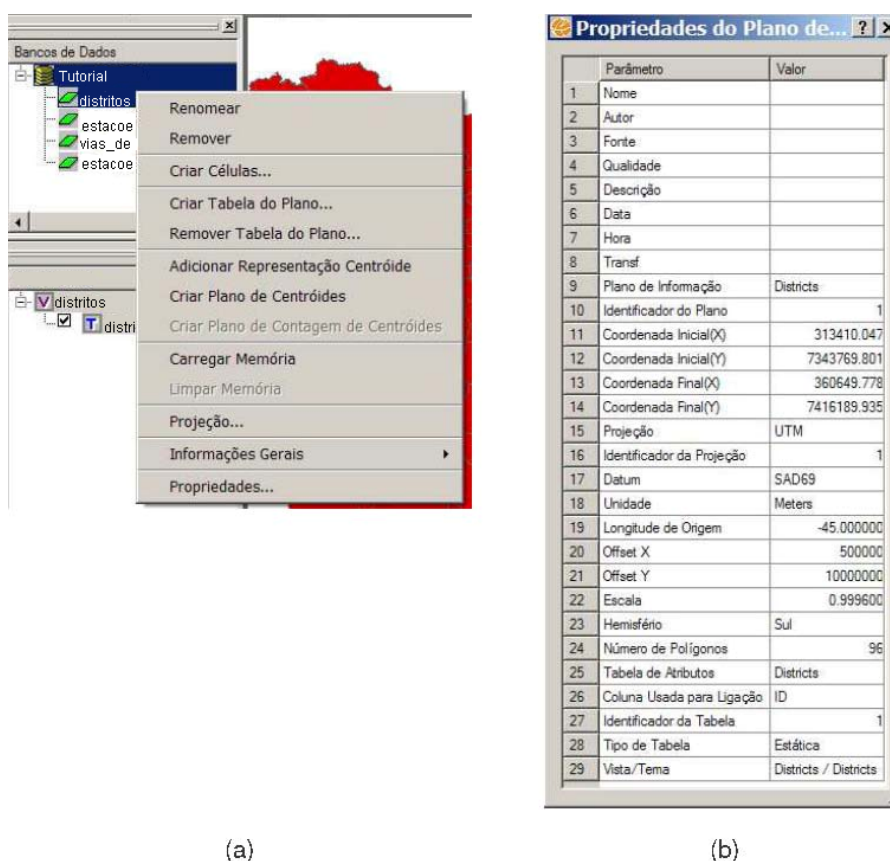 Bancos de Dados
Tutorial
distritos
estacoe
vias_de
estacoe
distritos
distri
Renomear
Remover
Criar Células...
Criar Tabela do Plano...
Remover Tabela do Plano...
Adicionar Representação Centróide
Criar Plano de Centróides
Criar Plano de Contagem de Centróides
Carregar Memória
Limpar Memória
Projeção...
Informações Gerais
Propriedades...
(a)
Propriedades do Plano de...
Parâmetro Valor
1 Nome
2 Autor
3 Fonte
4 Qualidade
5 Descrição
6 Data
7 Hora
8 Transf
9 Plano de Informação Districts
10 Identificador do Plano 1
11 Coordenada Inicial(X) 313410.047
12 Coordenada Inicial(Y) 7343769.801
13 Coordenada Final(X) 360649.778
14 Coordenada Final(Y) 7416189.935
15 Projeção UTM
16 Identificador da Projeção 1
17 Datum SAD69
18 Unidade Meters
19 Longitude de Origem -45.000000
20 Offset X 500000
21 Offset Y 10000000
22 Escala 0.999600
23 Hemisfério Sul
24 Número de Polígonos 96
25 Tabela de Atributos Districts
26 Coluna Usada para Ligação ID
27 Identificador da Tabela 1
28 Tipo de Tabela Estática
29 Vista/Tema Districts / Districts
(b)